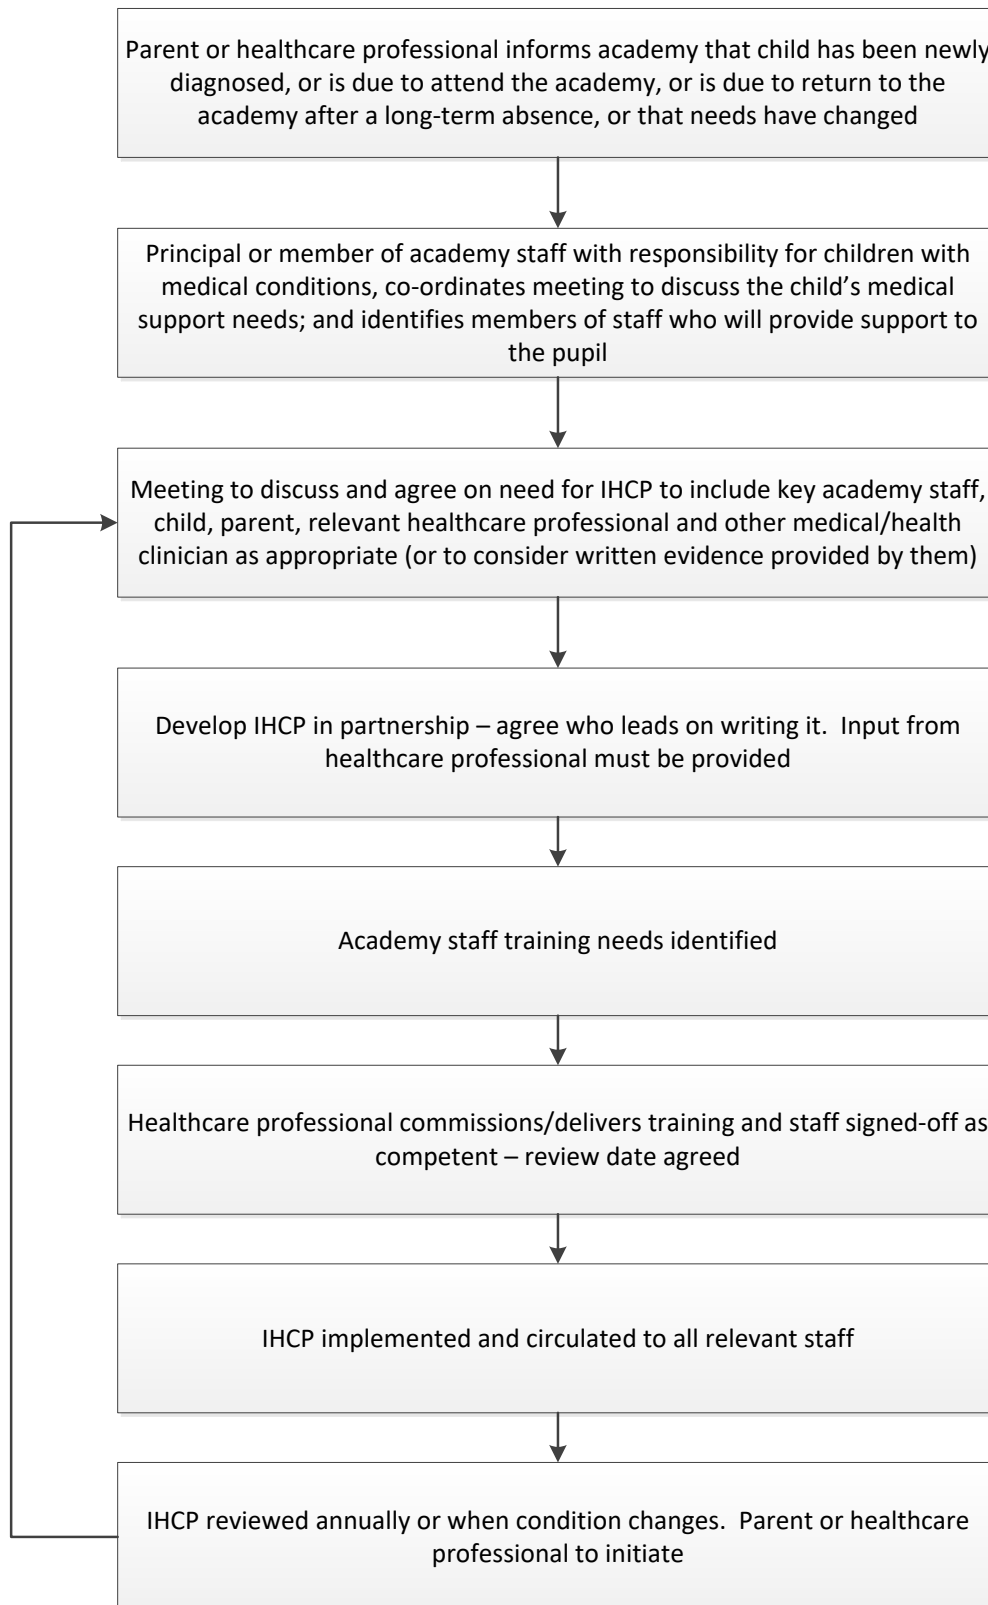 Parent or healthcare professional informs academy that child has been newly
diagnosed, or is due to attend the academy, or is due to return to the
academy after a long-term absence, or that needs have changed
Principal or member of academy staff with responsibility for children with
medical conditions, co-ordinates meeting to discuss the child’s medical
support needs; and identifies members of staff who will provide support to
the pupil
Meeting to discuss and agree on need for IHCP to include key academy staff,
child, parent, relevant healthcare professional and other medical/health
clinician as appropriate (or to consider written evidence provided by them)
Develop IHCP in partnership – agree who leads on writing it.  Input from
healthcare professional must be provided
Academy staff training needs identified
Healthcare professional commissions/delivers training and staff signed-off as
competent – review date agreed
IHCP implemented and circulated to all relevant staff
IHCP reviewed annually or when condition changes.  Parent or healthcare
professional to initiate